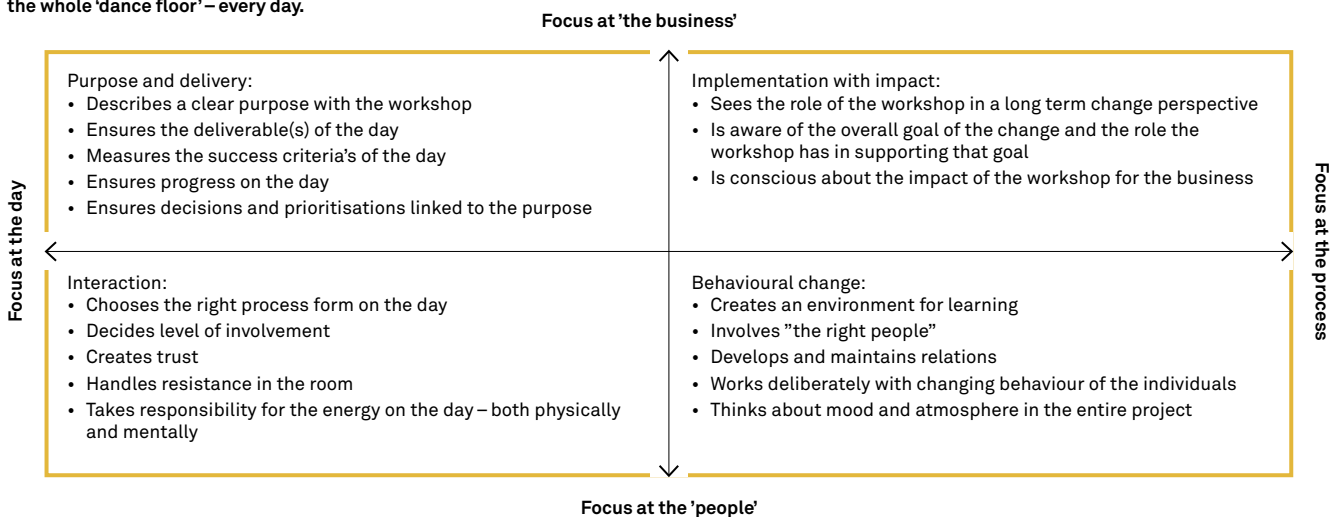 the whole ‘dance floor’ – every day.
Focus at ’the business’
Focus at the day
Purpose and delivery:
• Describes a clear purpose with the workshop
• Ensures the deliverable(s) of the day
• Measures the success criteria’s of the day
• Ensures progress on the day
• Ensures decisions and prioritisations linked to the purpose
Implementation with impact:
• Sees the role of the workshop in a long term change perspective
• Is aware of the overall goal of the change and the role the
workshop has in supporting that goal
• Is conscious about the impact of the workshop for the business
Focus at the process
Interaction:
• Chooses the right process form on the day
• Decides level of involvement
• Creates trust
• Handles resistance in the room
• Takes responsibility for the energy on the day – both physically
and mentally
Behavioural change:
• Creates an environment for learning
• Involves ”the right people”
• Develops and maintains relations
• Works deliberately with changing behaviour of the individuals
• Thinks about mood and atmosphere in the entire project
Focus at the ’people’